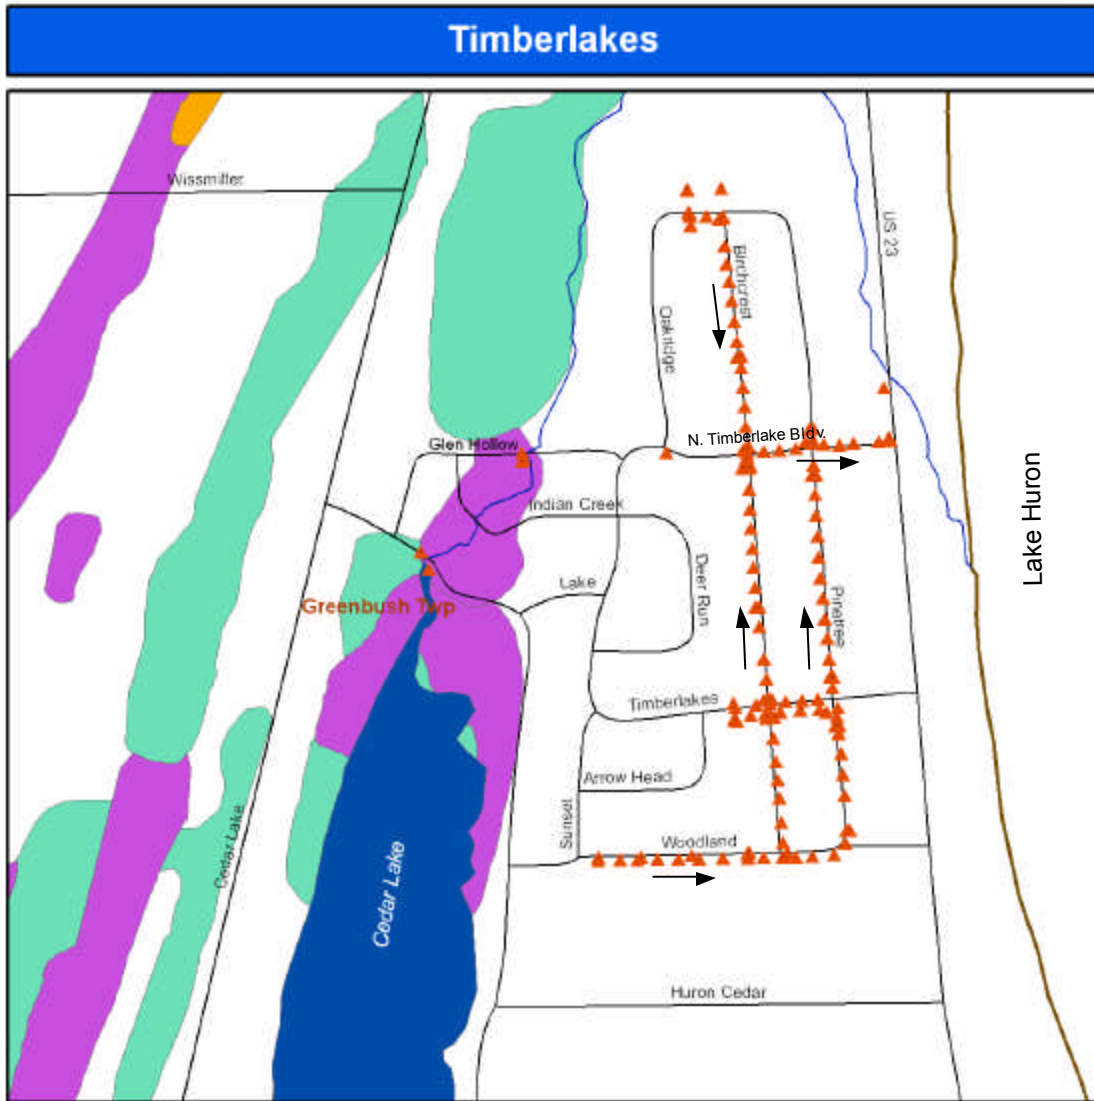 Timberlakes
Wissmiller
US 23
Birchcrest
Oakridge
N. Timberlake Bldv.
Glen Hollow
Lake Huron
Indian Creek
Deer Run
Lake
Pinetree
Greenbush Twp
Timberlakes
Arrow Head
Sunset
Woodland
Cedar Lake
Cedar Lake
Huron Cedar